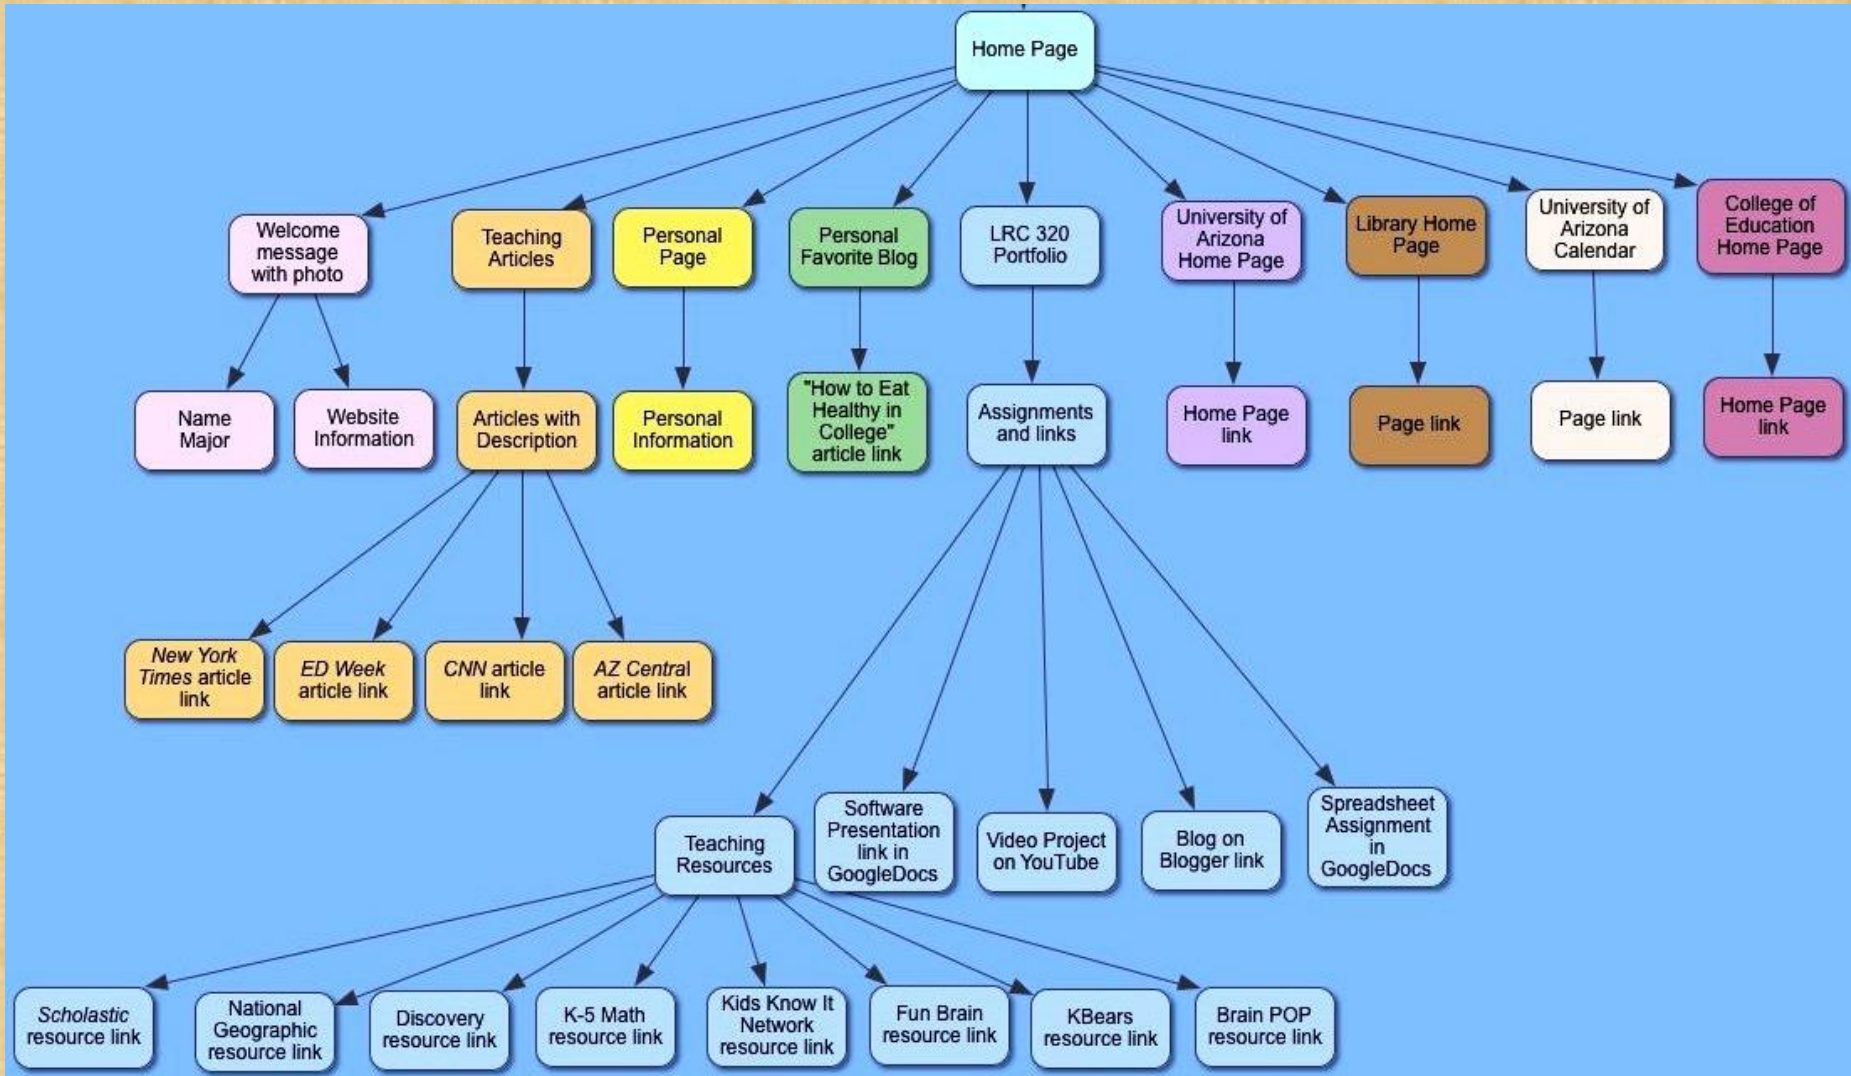 Home Page
Welcome
message
with photo
Teaching
Articles
Personal
Page
Personal
Favorite Blog
LRC 320
Portfolio
University of
Arizona
Home Page
Library Home
Page
University of
Arizona
Calendar
College of
Education
Home Page
Name
Major
Website
Information
Articles with
Description
Personal
Information
"How to Eat
Healthy in
College"
article link
Assignments
and links
Home Page
link
Page link
Page link
Home Page
link
New York
Times article
link
ED Week
article link
CNN article
link
AZ Central
article link
Teaching
Resources
Software
Presentation
link in
GoogleDocs
Video Project
on YouTube
Blog on
Blogger link
Spreadsheet
Assignment
in
GoogleDocs
Scholastic
resource link
National
Geographic
resource link
Discovery
resource link
K-5 Math
resource link
Kids Know It
Network
resource link
Fun Brain
resource link
KBears
resource link
Brain POP
resource link